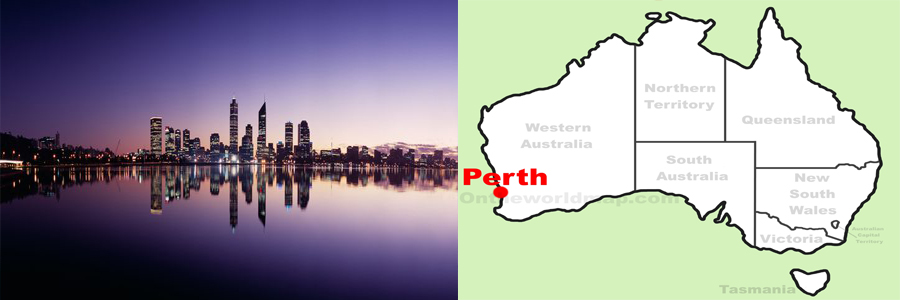 Northern
Territory
Western
Australia
Queensland
South
Australia
Perth
New
South
Wales
Ontheworldmap.com
Australian
Capital
Territory
Victoria
Tasmania